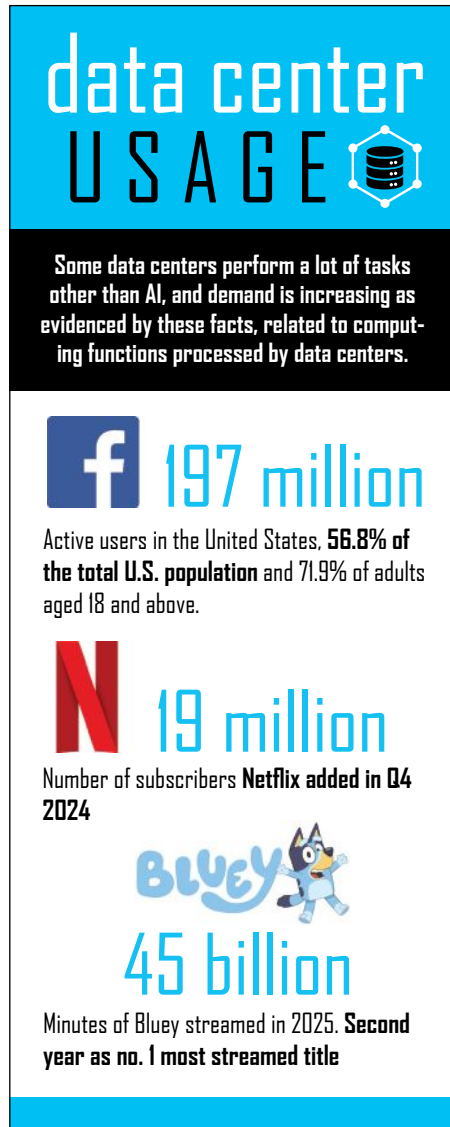 data center
USAGE
Some data centers perform a lot of tasks
other than AI, and demand is increasing as
evidenced by these facts, related to comput-
ing functions processed by data centers.
f 197 million
Active users in the United States, 56.8% of
the total U.S. population and 71.9% of adults
aged 18 and above.
N 19 million
Number of subscribers Netflix added in Q4
2024
BLUEY
45 billion
Minutes of Bluey streamed in 2025. Second
year as no. 1 most streamed title